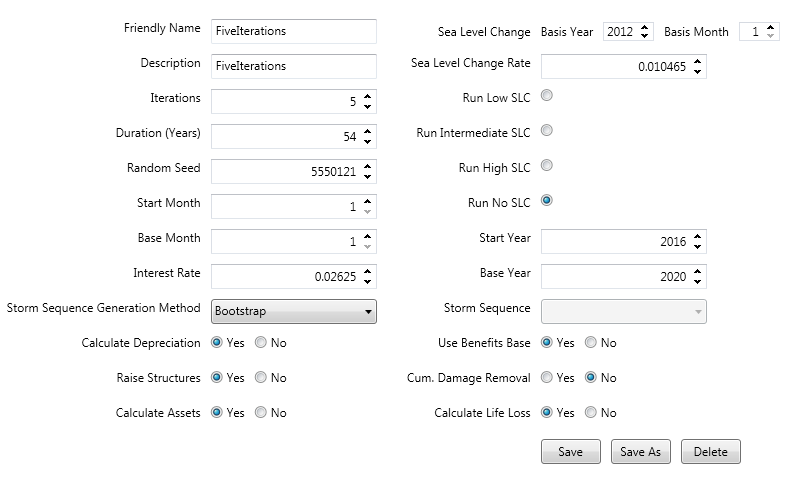 Friendly Name FiveIterations Sea Level Change Basis Year 2012 Basis Month 1
Description FiveIterations Sea Level Change Rate 0.010465
Iterations 5 Run Low SLC
Duration (Years) 54 Run Intermediate SLC
Random Seed 5550121 Run High SLC
Start Month 1 Run No SLC
Base Month 1 Start Year 2016
Interest Rate 0.02625 Base Year 2020
Storm Sequence Generation Method Bootstrap Storm Sequence
Calculate Depreciation Yes No Use Benefits Base Yes No
Raise Structures Yes No Cum. Damage Removal Yes No
Calculate Assets Yes No Calculate Life Loss Yes No
Save Save As Delete